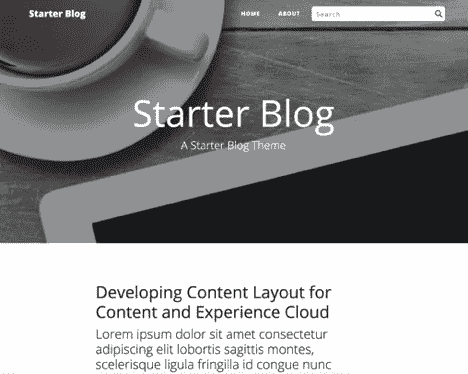 Starter Blog
HOME
ABOUT
Search
Starter Blog
A Starter Blog Theme
Developing Content Layout for
Content and Experience Cloud
Lorem ipsum dolor sit amet consectetur
adipiscing elit lobortis sagittis montes,
scelerisque ligula fringilla id congue nunc